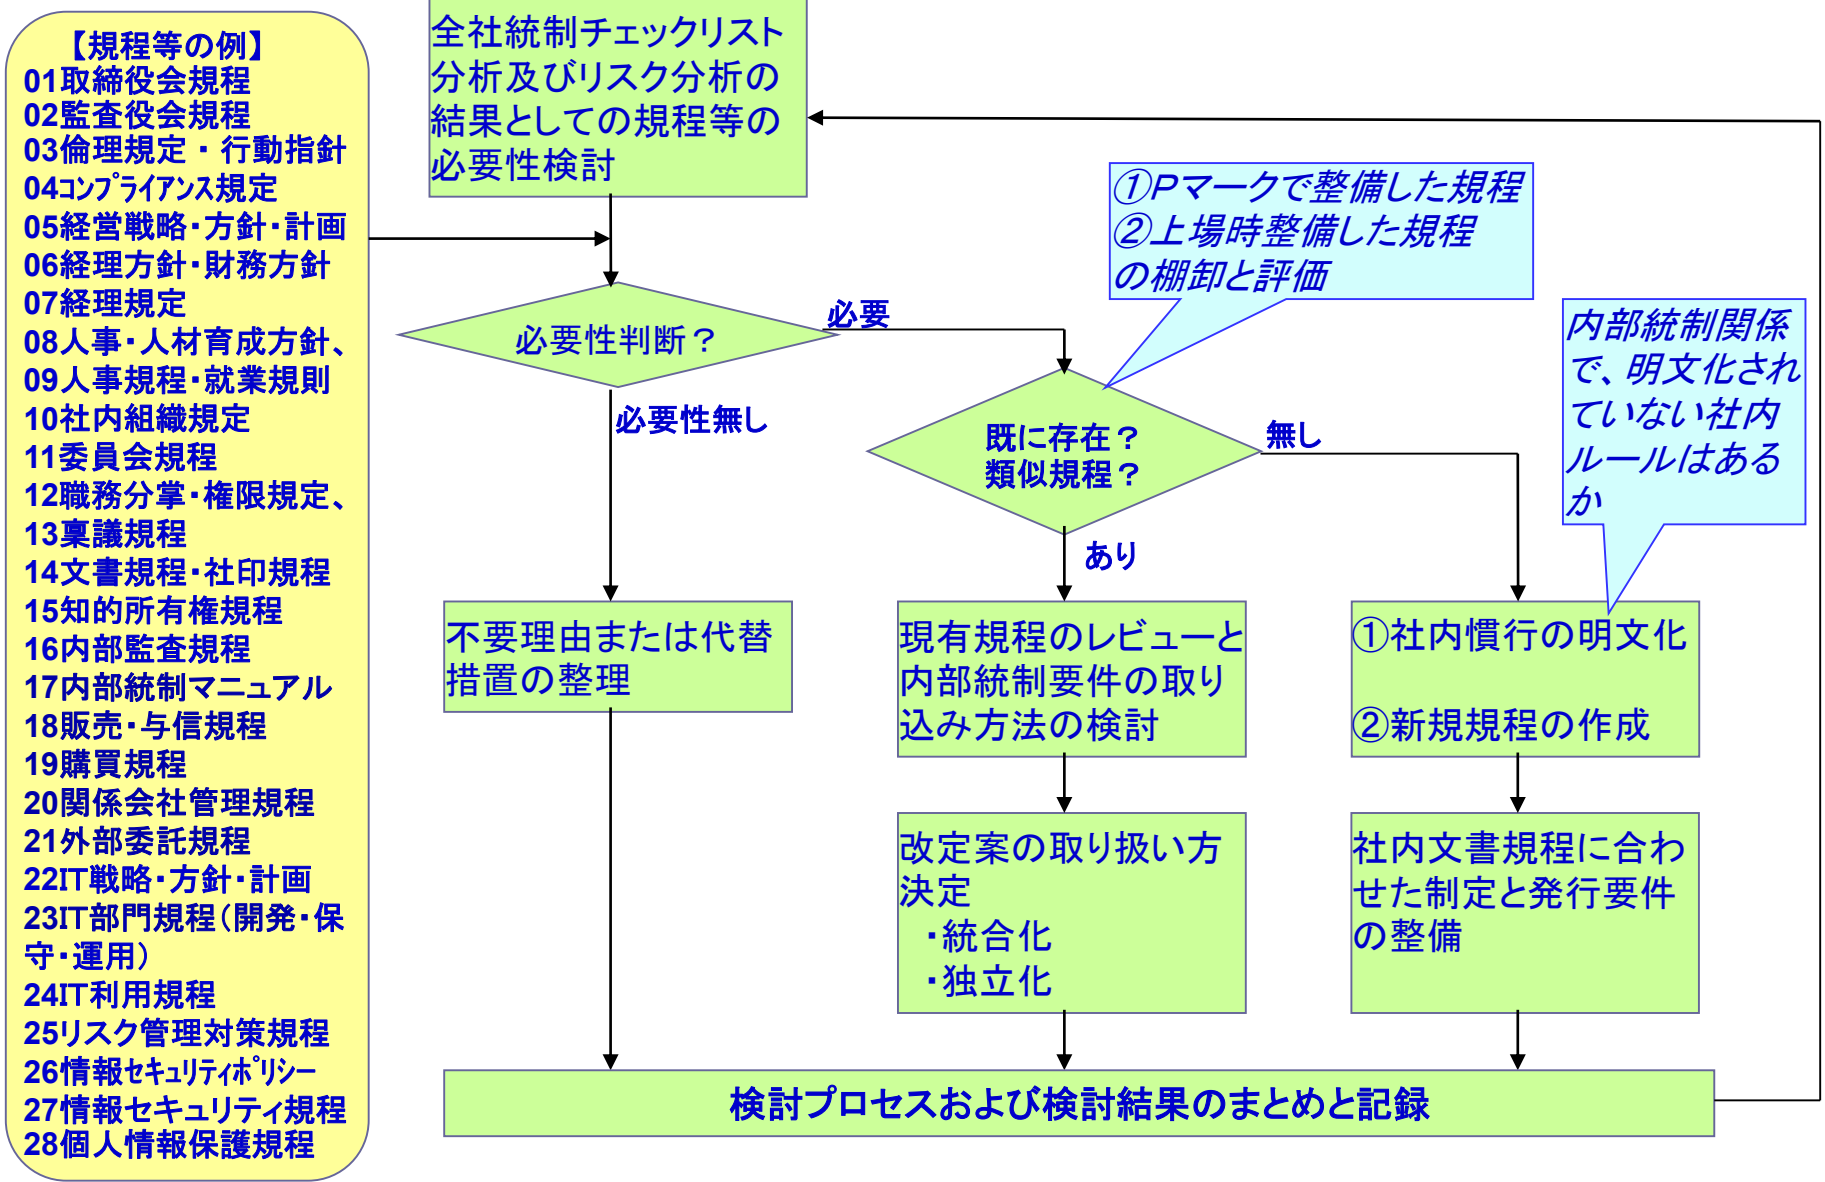 【規程等の例】
01取締役会規程
02監査役会規程
03倫理規定・行動指針
04ｺﾝﾌﾟﾗｲｱﾝｽ規定
05経営戦略・方針・計画
06経理方針・財務方針
07経理規定
08人事・人材育成方針、
09人事規程・就業規則
10社内組織規定
11委員会規程
12職務分掌・権限規定、
13稟議規程
14文書規程・社印規程
15知的所有権規程
16内部監査規程
17内部統制マニュアル
18販売・与信規程
19購買規程
20関係会社管理規程
21外部委託規程
22IT戦略・方針・計画
23IT部門規程（開発・保
守・運用）
24IT利用規程
25リスク管理対策規程
26情報ｾｷｭﾘﾃｨﾎﾟﾘｼｰ
27情報セキュリティ規程
28個人情報保護規程
全社統制チェックリスト
分析及びリスク分析の
結果としての規程等の
必要性検討
必要性判断？
必要
必要性無し
①Ｐマークで整備した規程
②上場時整備した規程
の棚卸と評価
既に存在？
類似規程？
無し
あり
内部統制関係
で、明文化され
ていない社内
ルールはある
か
不要理由または代替
措置の整理
現有規程のレビューと
内部統制要件の取り
込み方法の検討
①社内慣行の明文化
②新規規程の作成
改定案の取り扱い方
決定
・統合化
・独立化
社内文書規程に合わ
せた制定と発行要件
の整備
検討プロセスおよび検討結果のまとめと記録